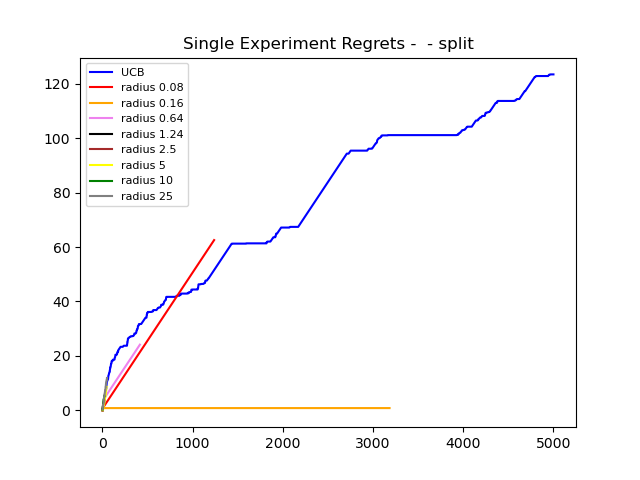 Single Experiment Regrets -  - split
UCB
radius 0.08
radius 0.16
radius 0.64
radius 1.24
radius 2.5
radius 5
radius 10
radius 25
120
100
80
60
40
20
0
0 1000 2000 3000 4000 5000